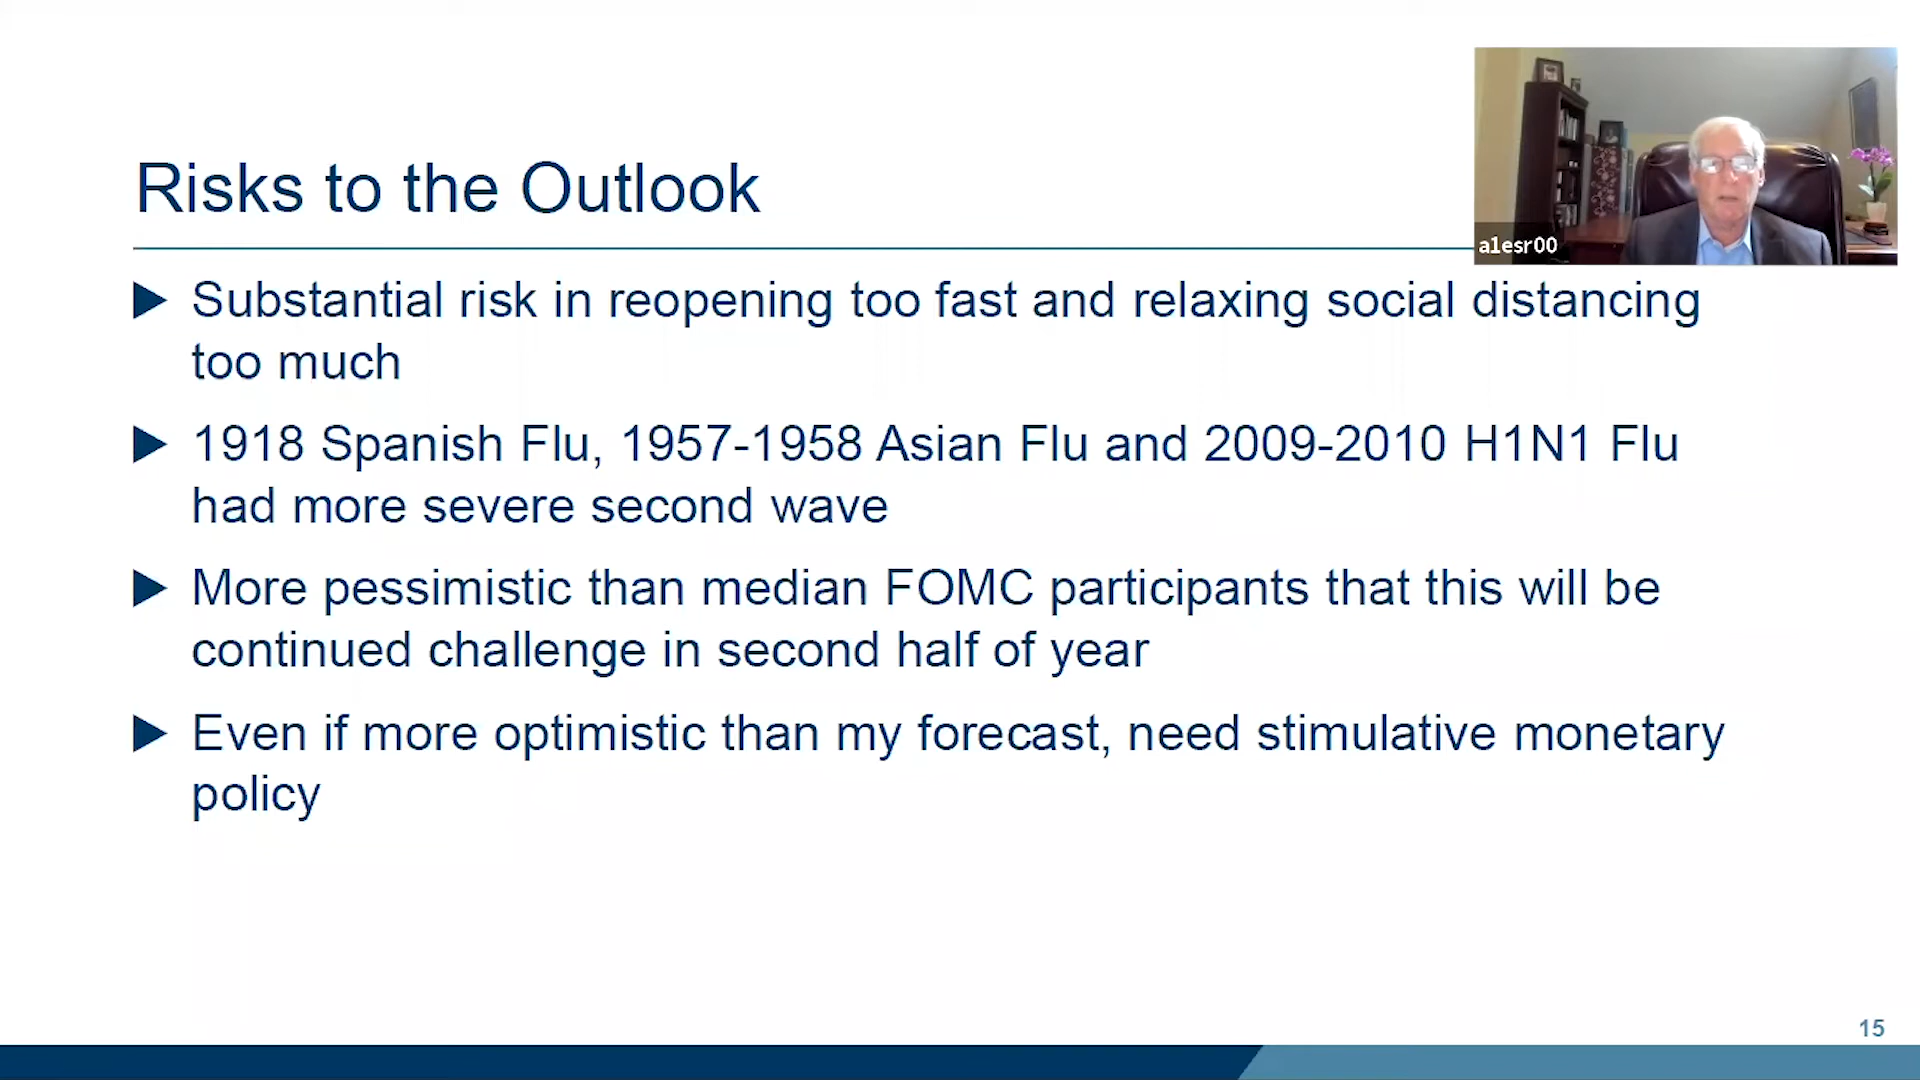 Risks to the Outlook
a1esr00
Substantial risk in reopening too fast and relaxing social distancing
too much
1918 Spanish Flu, 1957-1958 Asian Flu and 2009-2010 H1N1 Flu
had more severe second wave
More pessimistic than median FOMC participants that this will be
continued challenge in second half of year
Even if more optimistic than my forecast, need stimulative monetary
policy
15